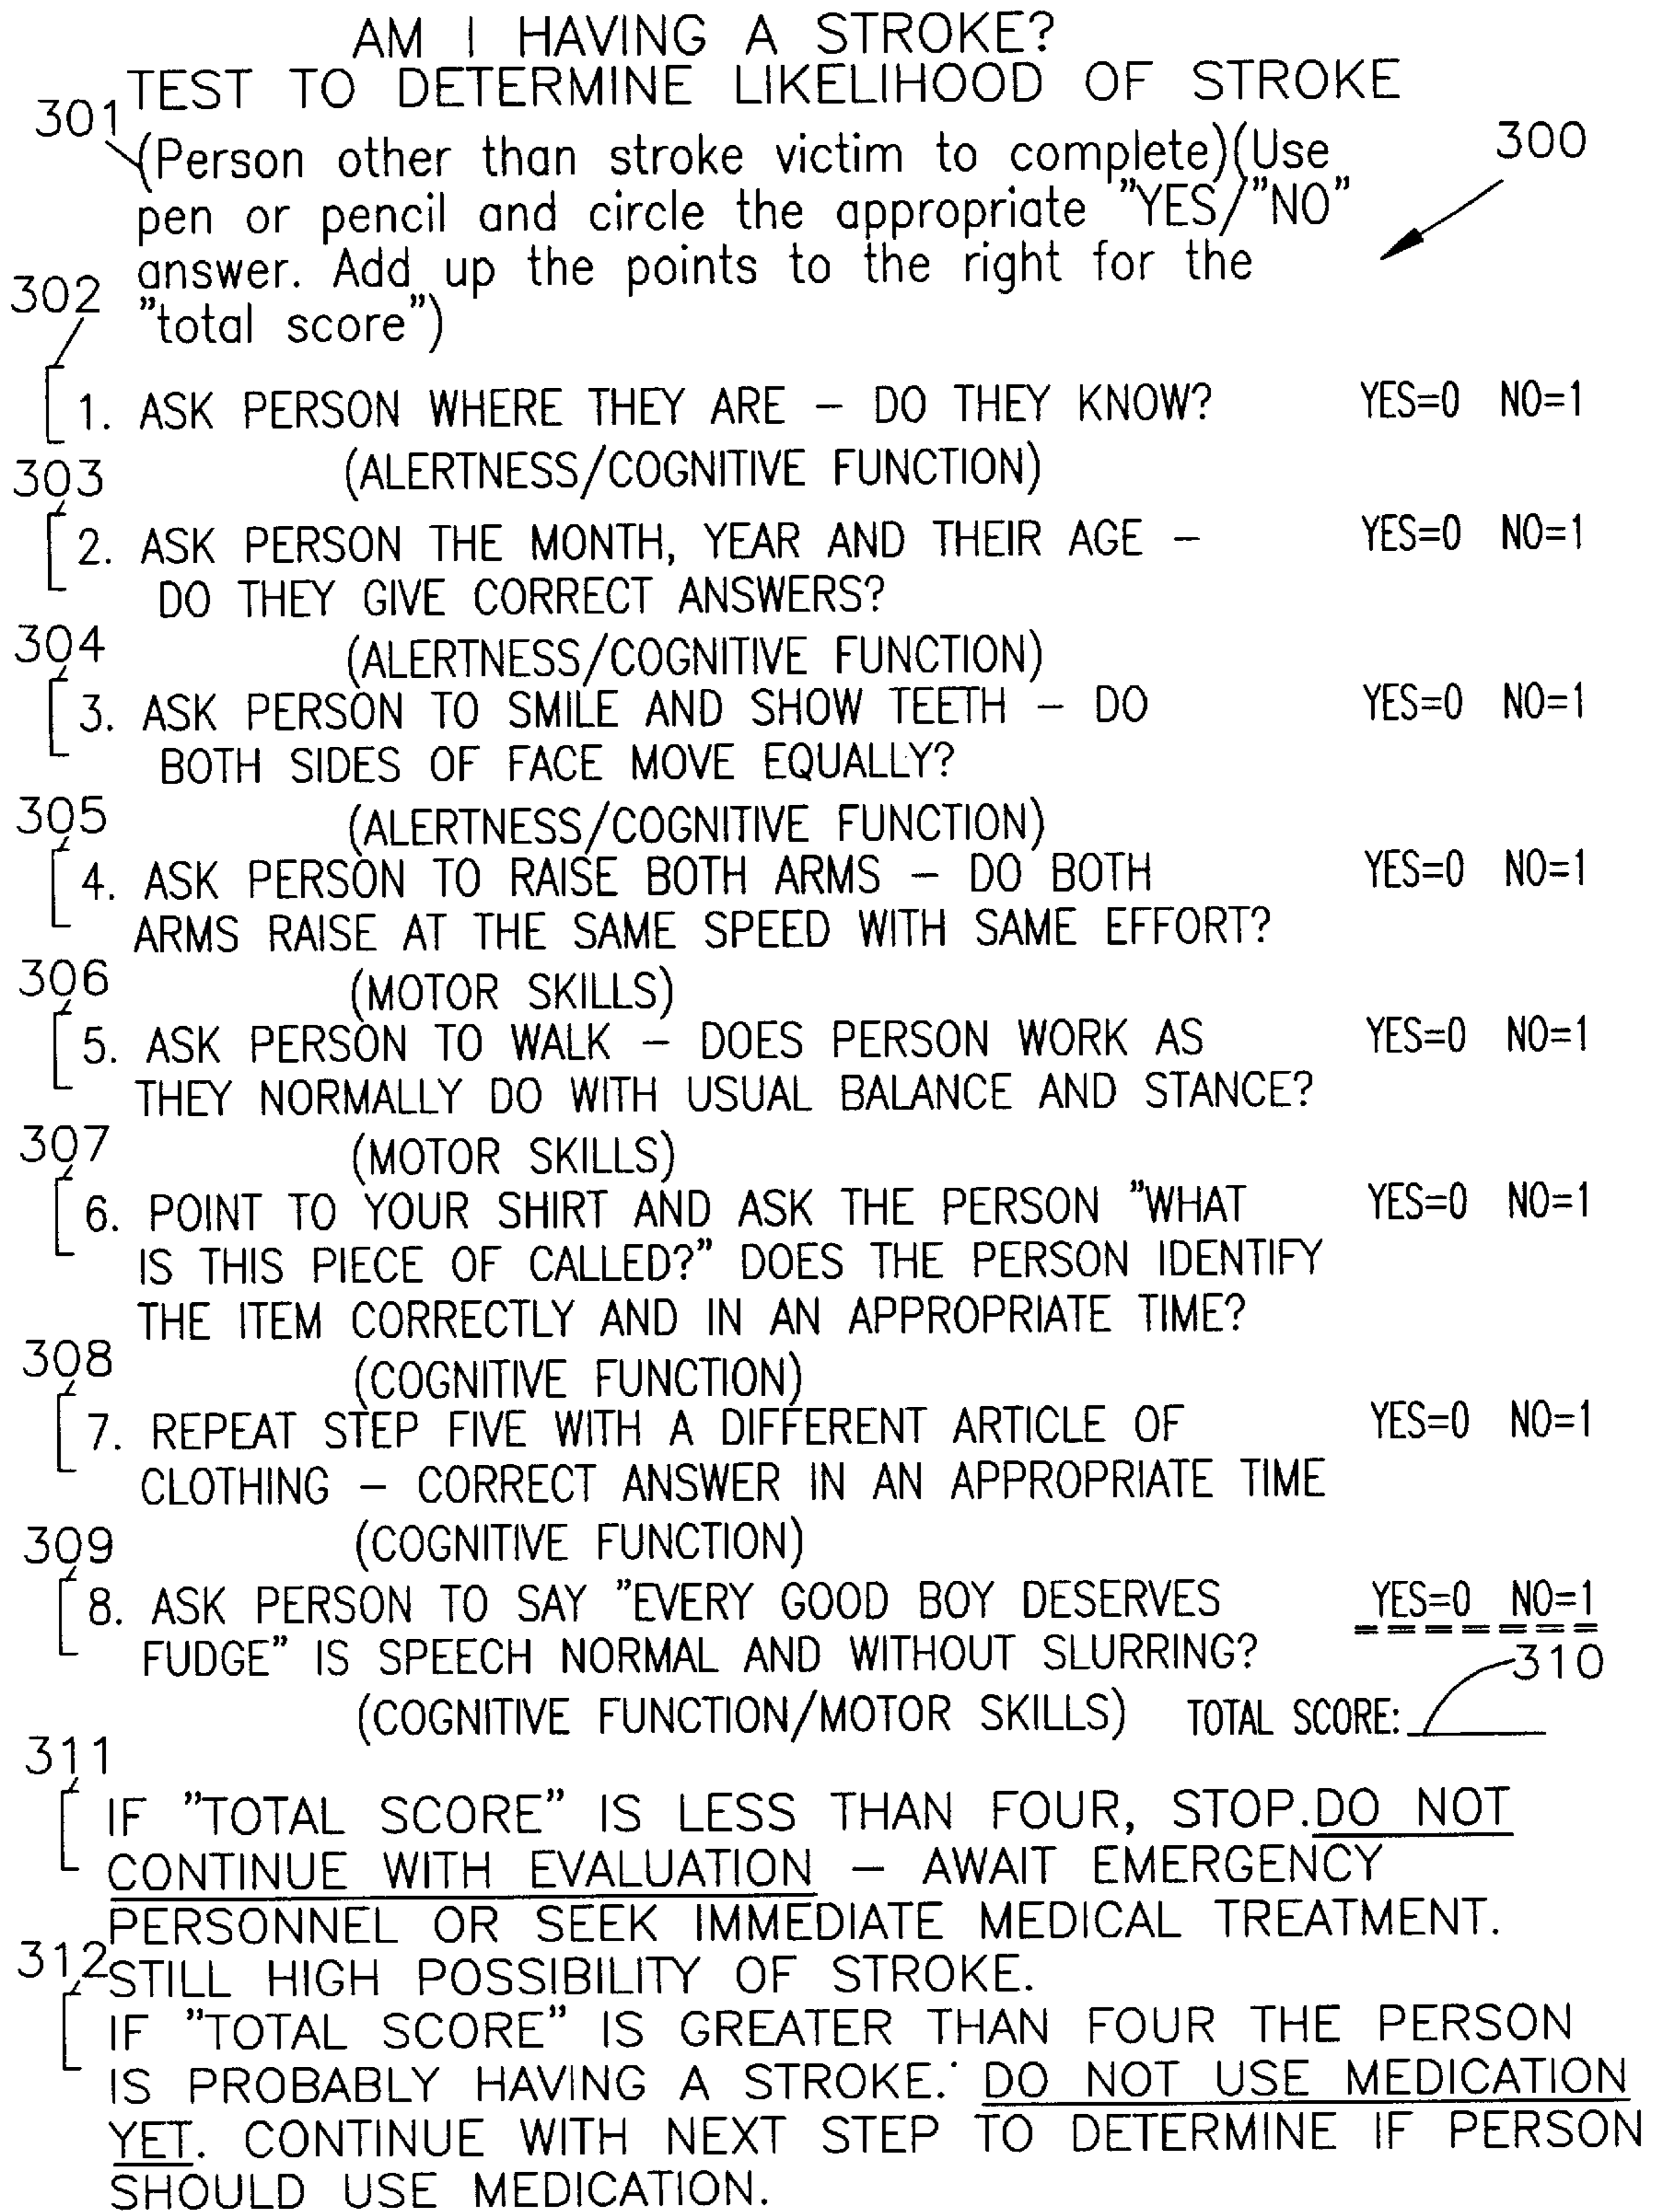 AM I HAVING A STROKE?
TEST TO DETERMINE LIKELIHOOD OF STROKE
301
(Person other than stroke victim to complete)(Use
300
pen or pencil and circle the appropriate "YES/"NO"
answer. Add up the points to the right for the
302
"total score")
1. ASK PERSON WHERE THEY ARE – DO THEY KNOW? YES=0 NO=1
(ALERTNESS/COGNITIVE FUNCTION)
303
2. ASK PERSON THE MONTH, YEAR AND THEIR AGE – YES=0 NO=1
DO THEY GIVE CORRECT ANSWERS?
304
(ALERTNESS/COGNITIVE FUNCTION)
3. ASK PERSON TO SMILE AND SHOW TEETH – DO YES=0 NO=1
BOTH SIDES OF FACE MOVE EQUALLY?
305
(ALERTNESS/COGNITIVE FUNCTION)
4. ASK PERSON TO RAISE BOTH ARMS – DO BOTH YES=0 NO=1
ARMS RAISE AT THE SAME SPEED WITH SAME EFFORT?
306
(MOTOR SKILLS)
5. ASK PERSON TO WALK – DOES PERSON WORK AS YES=0 NO=1
THEY NORMALLY DO WITH USUAL BALANCE AND STANCE?
307
(MOTOR SKILLS)
6. POINT TO YOUR SHIRT AND ASK THE PERSON "WHAT YES=0 NO=1
IS THIS PIECE OF CALLED?" DOES THE PERSON IDENTIFY
THE ITEM CORRECTLY AND IN AN APPROPRIATE TIME?
308
(COGNITIVE FUNCTION)
7. REPEAT STEP FIVE WITH A DIFFERENT ARTICLE OF YES=0 NO=1
CLOTHING – CORRECT ANSWER IN AN APPROPRIATE TIME
309
(COGNITIVE FUNCTION)
8. ASK PERSON TO SAY "EVERY GOOD BOY DESERVES YES=0 NO=1
FUDGE" IS SPEECH NORMAL AND WITHOUT SLURRING?
310
(COGNITIVE FUNCTION/MOTOR SKILLS) TOTAL SCORE:
311
IF "TOTAL SCORE" IS LESS THAN FOUR, STOP.DO NOT
CONTINUE WITH EVALUATION – AWAIT EMERGENCY
PERSONNEL OR SEEK IMMEDIATE MEDICAL TREATMENT.
312
STILL HIGH POSSIBILITY OF STROKE.
IF "TOTAL SCORE" IS GREATER THAN FOUR THE PERSON
IS PROBABLY HAVING A STROKE. DO NOT USE MEDICATION
YET. CONTINUE WITH NEXT STEP TO DETERMINE IF PERSON
SHOULD USE MEDICATION.